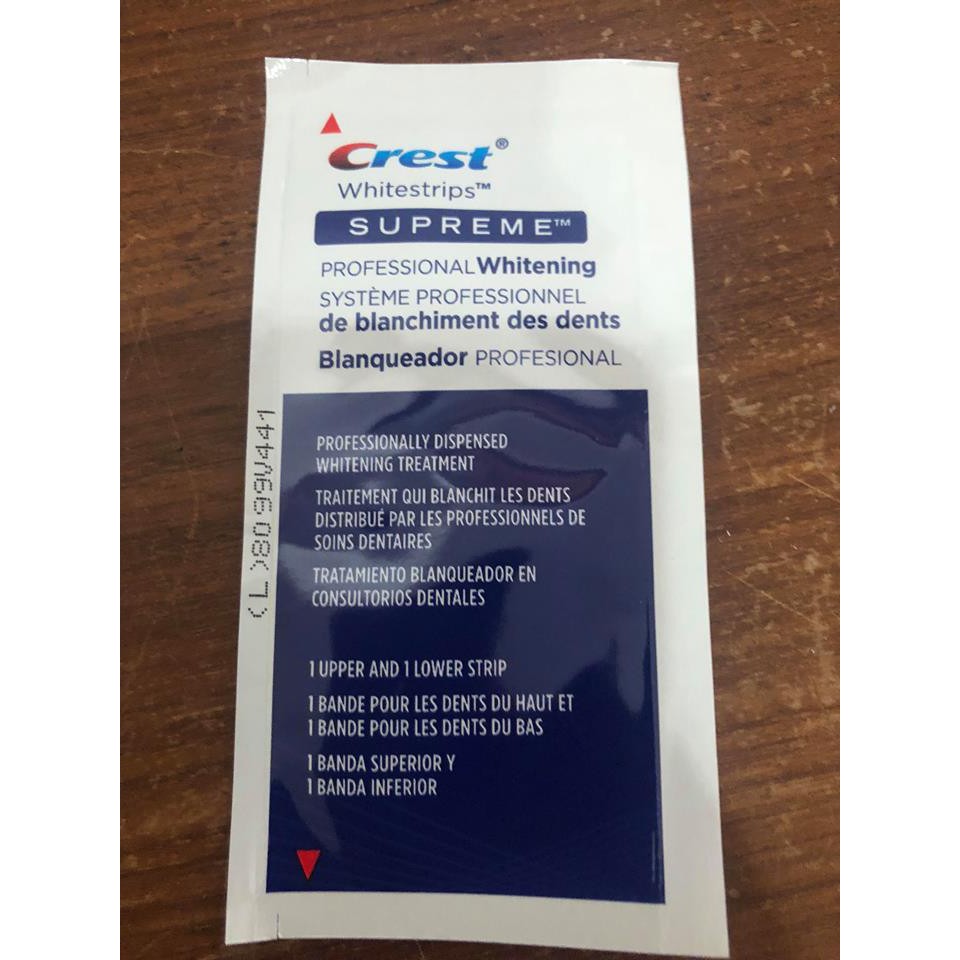 Crest®
Whitestrips™
SUPREME™
PROFESSIONAL Whitening
SYSTÈME PROFESSIONNEL
de blanchiment des dents
Blanqueador PROFESIONAL
PROFESSIONALLY DISPENSED
WHITENING TREATMENT
TRAITEMENT QUI BLANCHIT LES DENTS
DISTRIBUÉ PAR LES PROFESSIONNELS DE
SOINS DENTAIRES
TRATAMIENTO BLANQUEADOR EN
CONSULTORIOS DENTALES
1 UPPER AND 1 LOWER STRIP
1 BANDE POUR LES DENTS DU HAUT ET
1 BANDE POUR LES DENTS DU BAS
1 BANDA SUPERIOR Y
1 BANDA INFERIOR
(L)8099V441